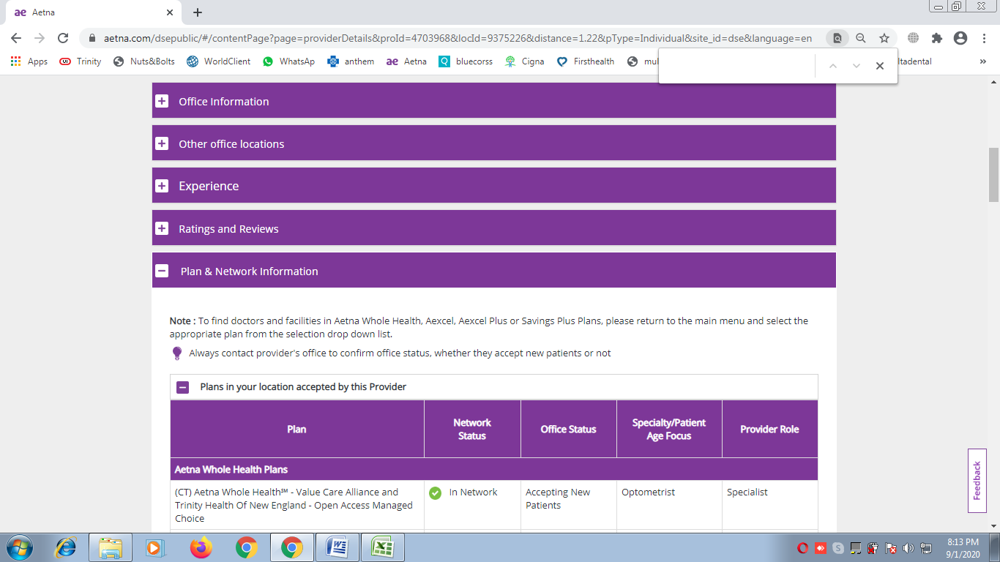 ae Aetna
aetna.com/dsepublic/#/contentPage?page=providerDetails&proId=4703968&locId=9375226&distance=1.22&pType=Individual&site_id=dse&language=en
Apps Trinity Nuts&Bolts WorldClient WhatsApp anthem ae Aetna bluecorss Cigna Firsthealth mul ltadental »
Office Information
Other office locations
Experience
Ratings and Reviews
Plan & Network Information
Note : To find doctors and facilities in Aetna Whole Health, Aexcel, Aexcel Plus or Savings Plus Plans, please return to the main menu and select the
appropriate plan from the selection drop down list.
Always contact provider's office to confirm office status, whether they accept new patients or not
Plans in your location accepted by this Provider
Plan
Network
Status
Office Status
Specialty/Patient
Age Focus
Provider Role
Aetna Whole Health Plans
(CT) Aetna Whole Health℠ - Value Care Alliance and
Trinity Health Of New England - Open Access Managed
Choice
In Network
Accepting New
Patients
Optometrist
Specialist
Feedback
8:13 PM
9/1/2020